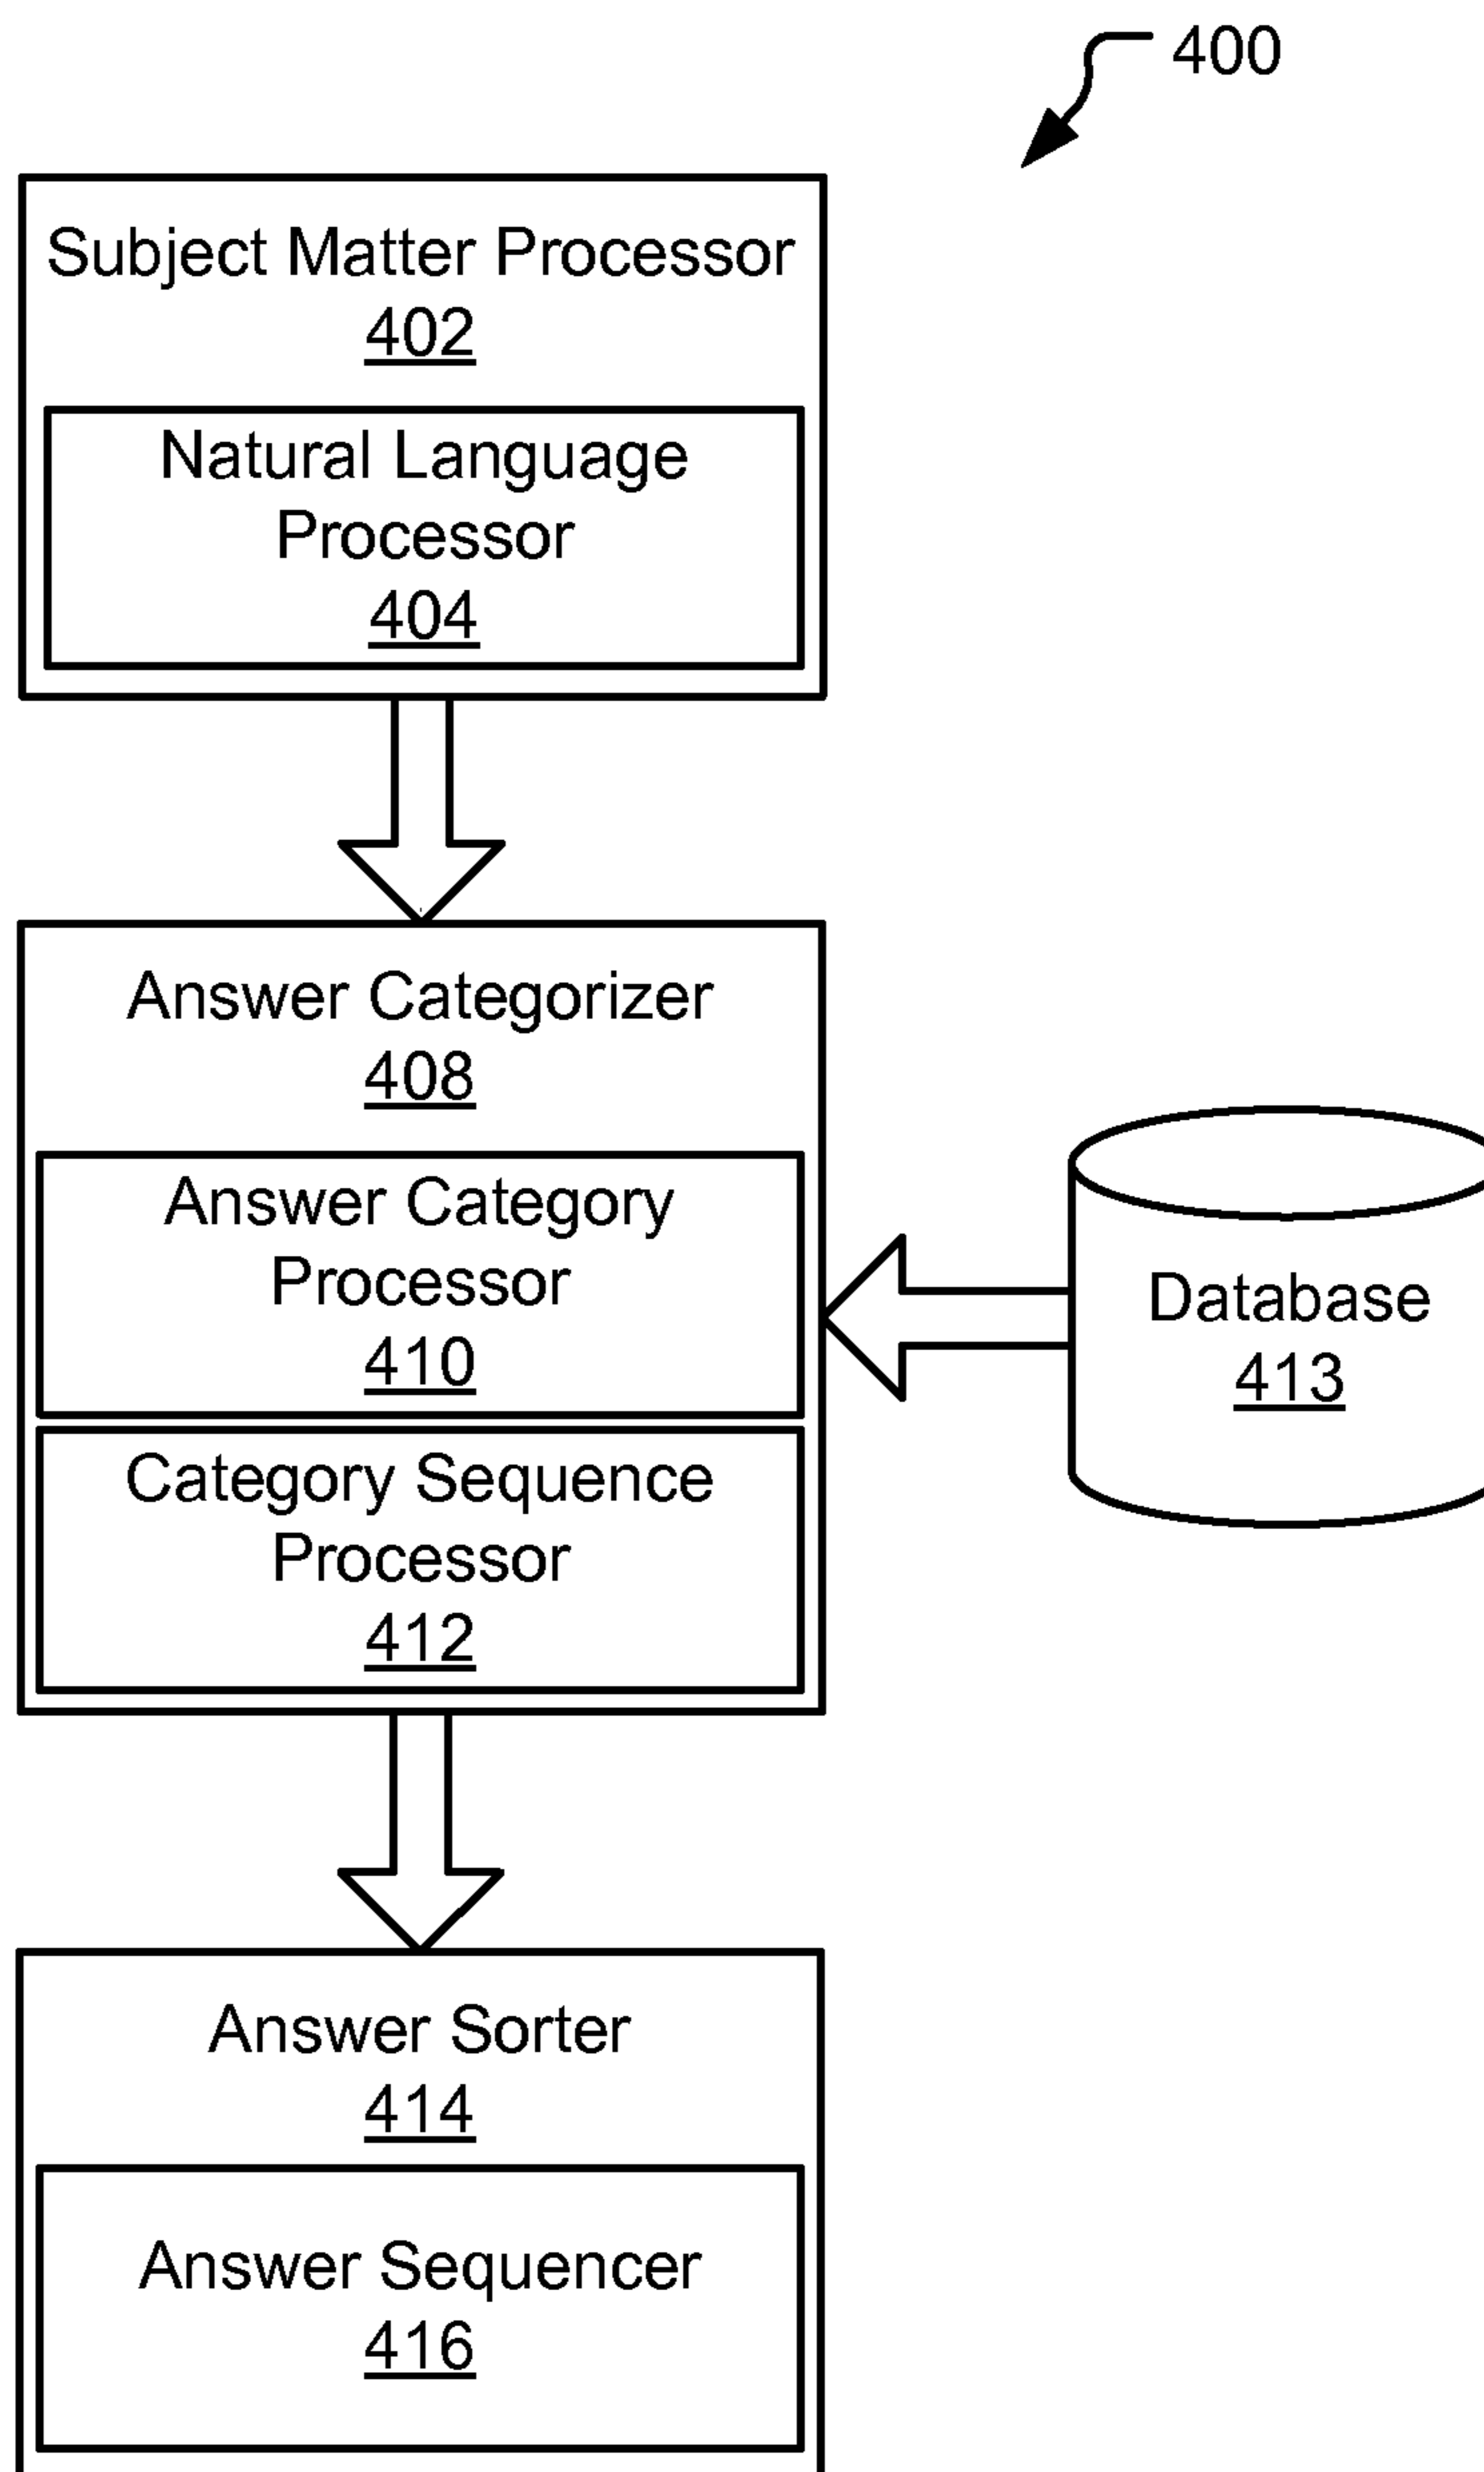 400
Subject Matter Processor
402
Natural Language
Processor
404
Answer Categorizer
408
Answer Category
Processor
410
Category Sequence
Processor
412
Database
413
Answer Sorter
414
Answer Sequencer
416